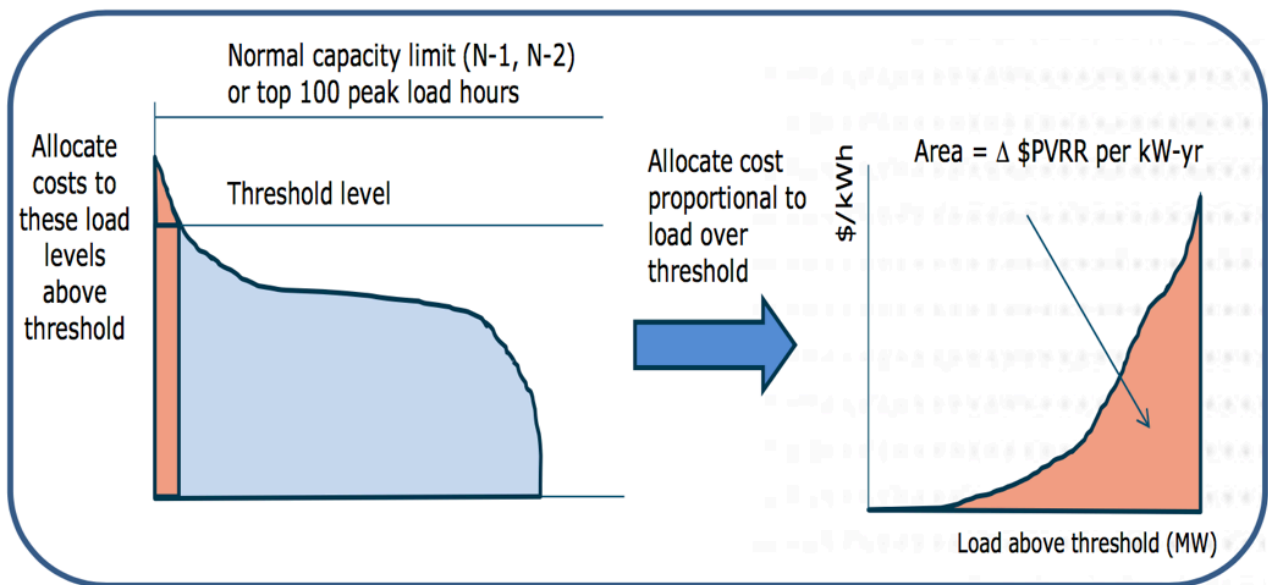 Normal capacity limit (N-1, N-2)
or top 100 peak load hours
Allocate
costs to
these load
levels
above
threshold
Threshold level
Allocate cost
proportional to
load over
threshold
Area = Δ $PVRR per kW-yr
$/kWh
Load above threshold (MW)